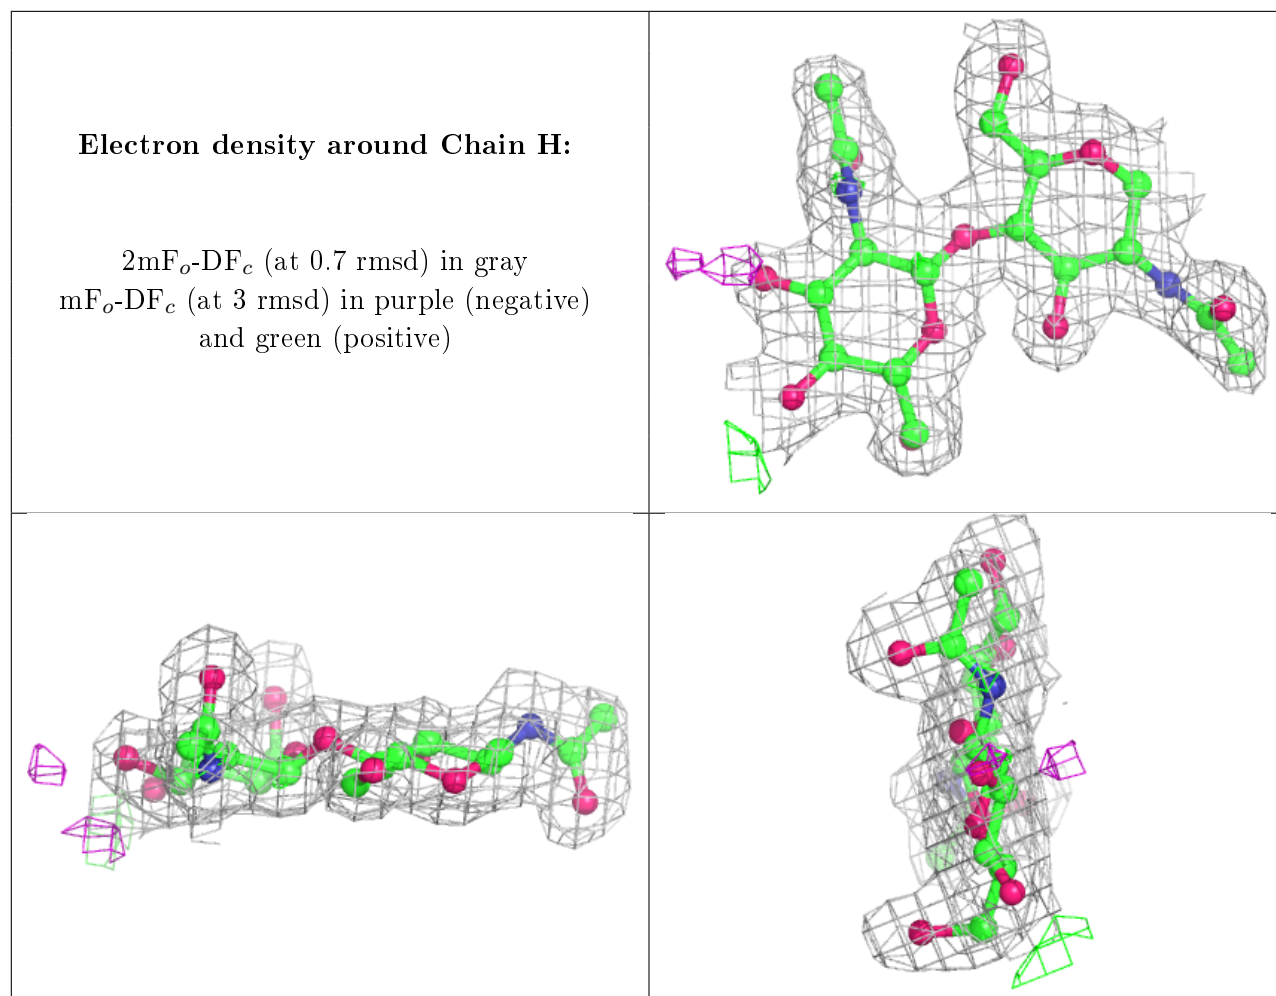 Electron density around Chain H:
2mFₒ-DF𝒸 (at 0.7 rmsd) in gray
mFₒ-DF𝒸 (at 3 rmsd) in purple (negative)
and green (positive)